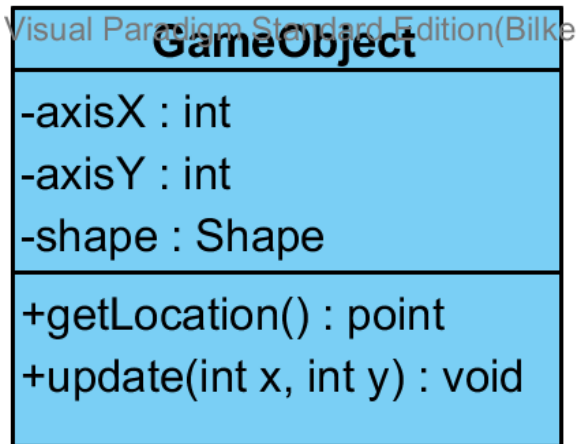 Visual Paradigm Standard Edition(Bilke
GameObject
-axisX : int
-axisY : int
-shape : Shape
+getLocation() : point
+update(int x, int y) : void